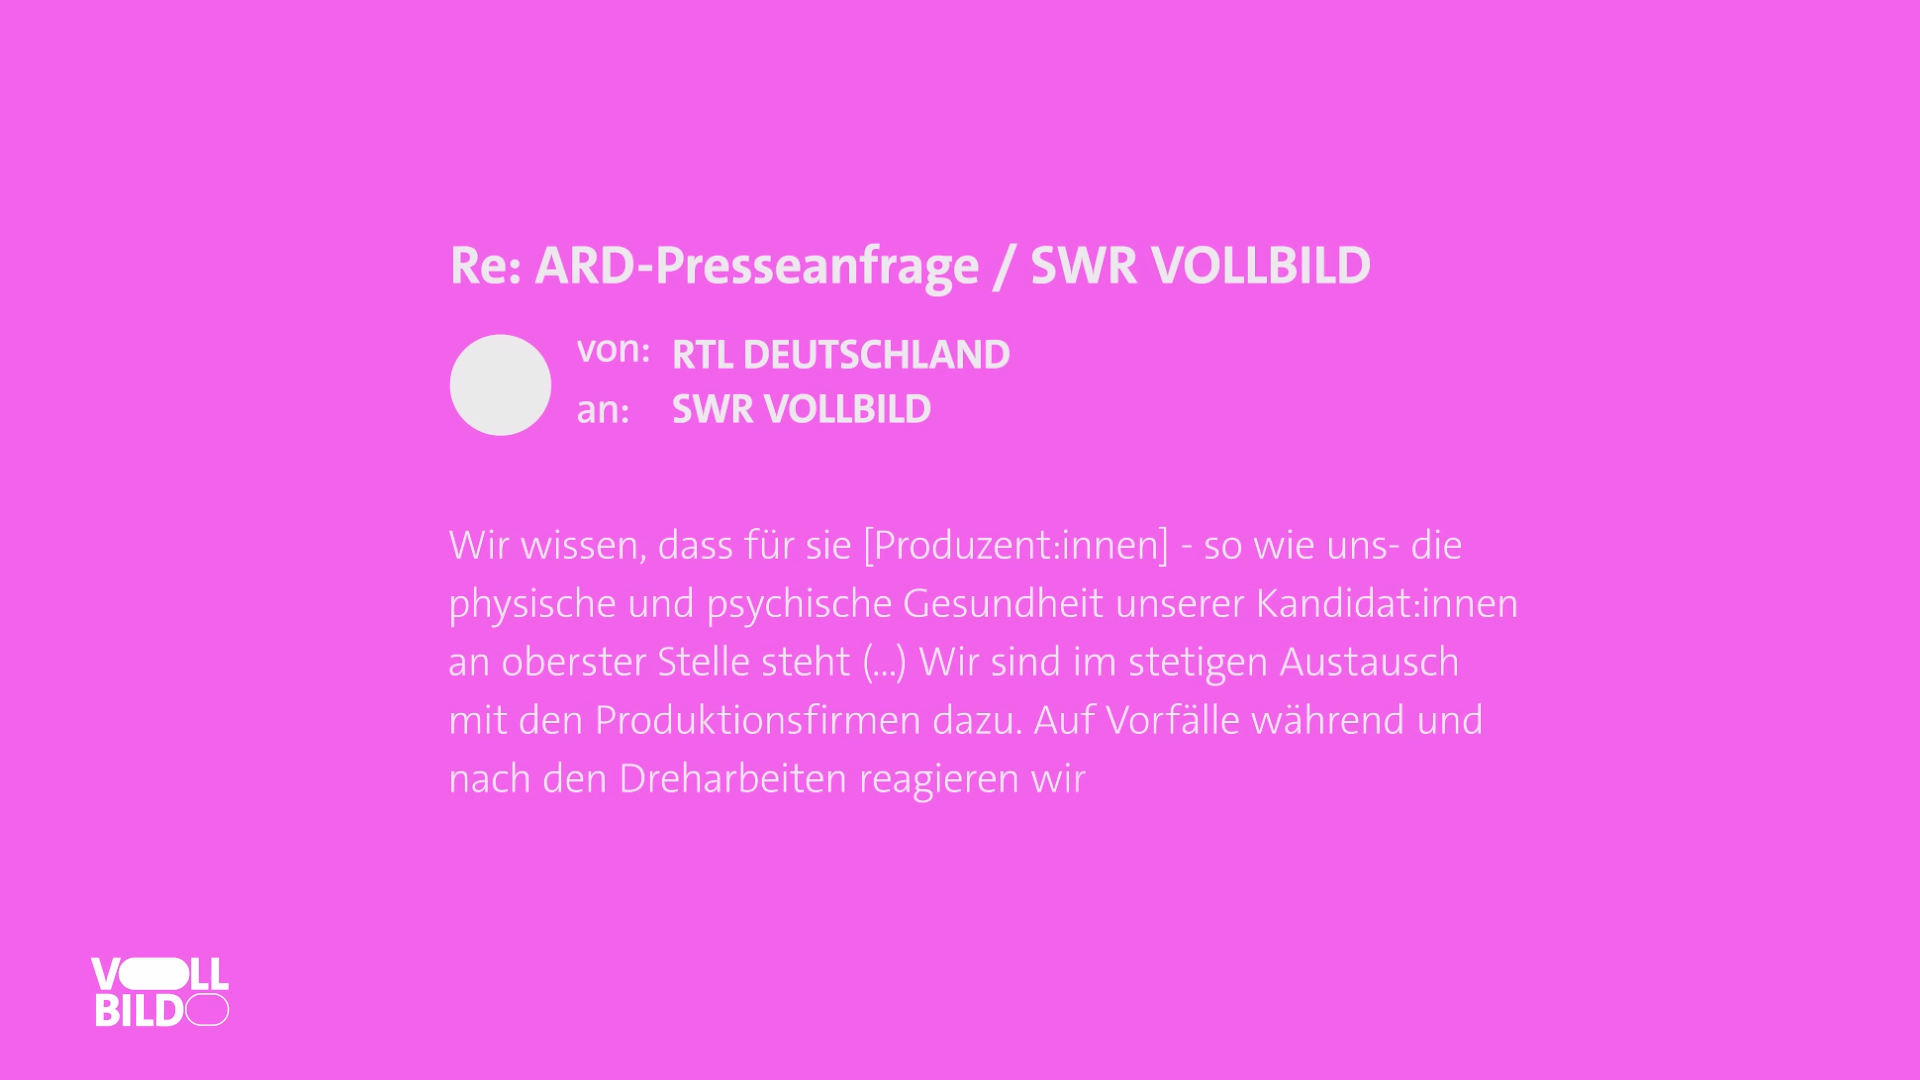 Re: ARD-Presseanfrage / SWR VOLLBILD
von: RTL DEUTSCHLAND
an: SWR VOLLBILD
Wir wissen, dass für sie [Produzent:innen] - so wie uns- die
physische und psychische Gesundheit unserer Kandidat:innen
an oberster Stelle steht (...) Wir sind im stetigen Austausch
mit den Produktionsfirmen dazu. Auf Vorfälle während und
nach den Dreharbeiten reagieren wir
VOLL
BILD